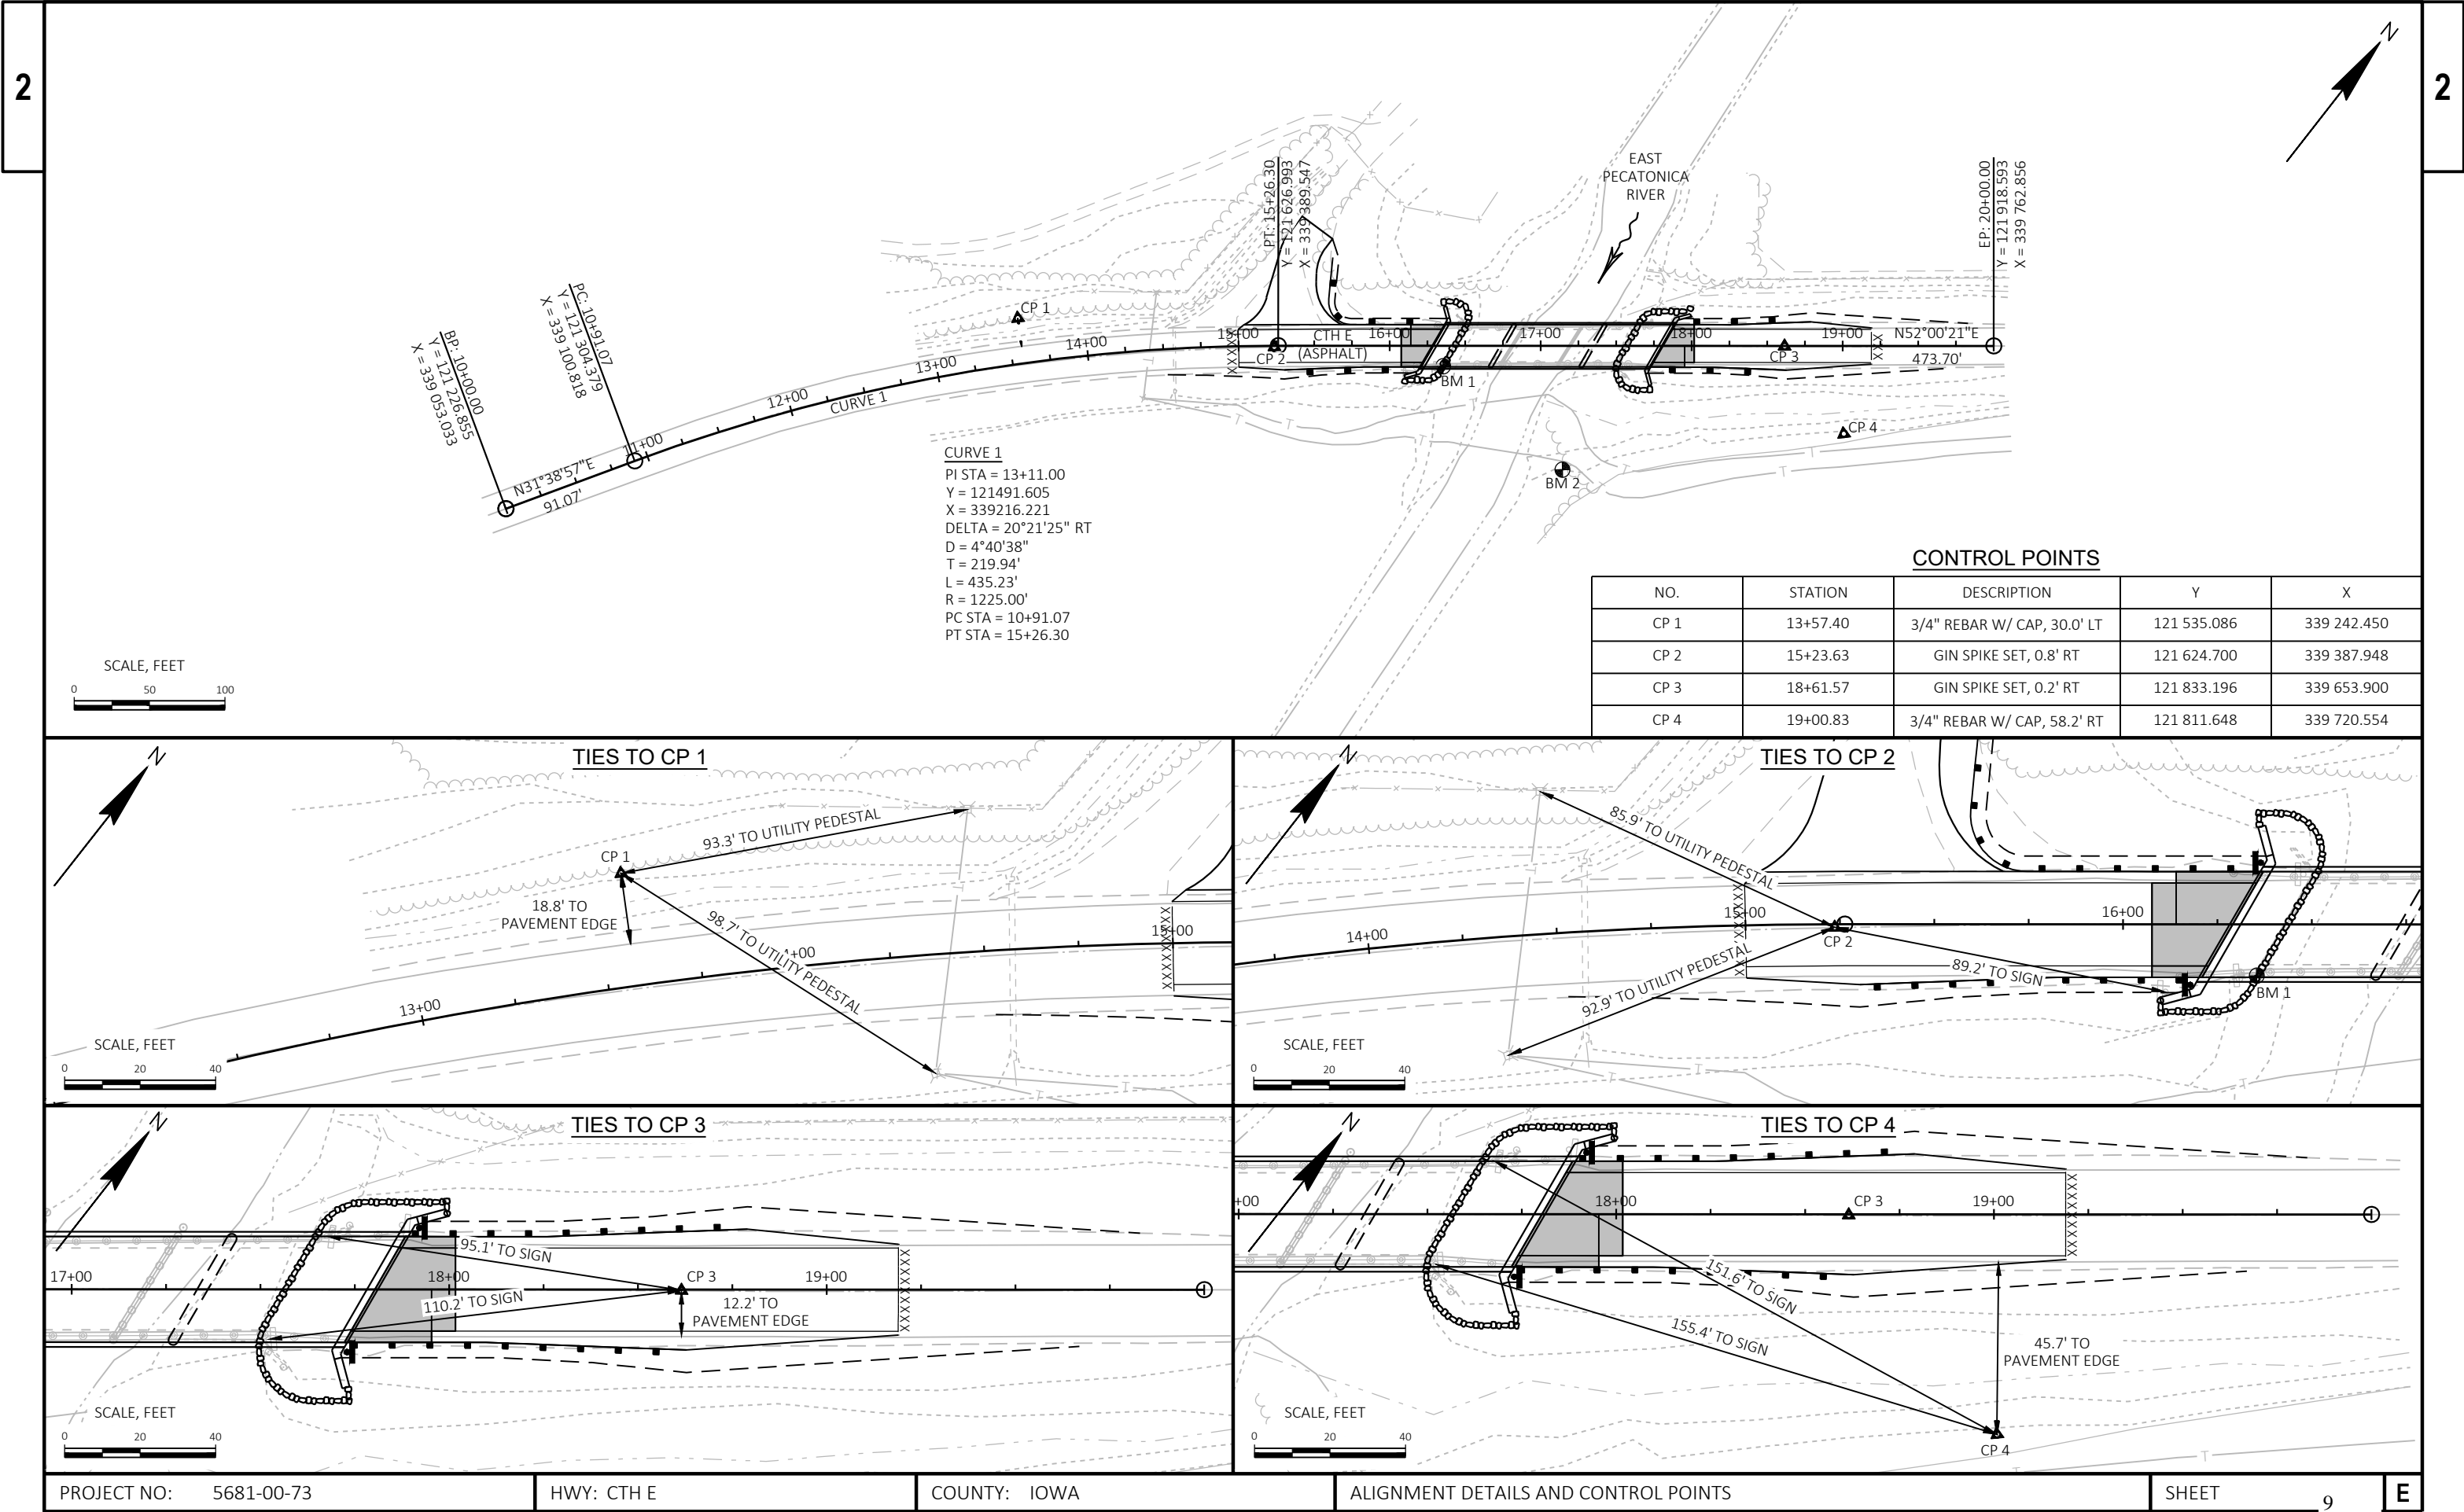 2
2
N
EAST
PECATONICA
RIVER
BP: 10+00.00
Y = 121 226.855
X = 339 053.033
PC: 10+91.07
Y = 121 304.379
X = 339 100.818
PT: 15+26.30
Y = 121 626.993
X = 339 389.547
EP: 20+00.00
Y = 121 918.593
X = 339 762.856
N31°38'57"E
91.07'
11+00
12+00
CURVE 1
13+00
14+00
CP 1
15+00
XXXXX
CP 2
CTH E
(ASPHALT)
16+00
BM 1
17+00
18+00
CP 3
19+00
XXX
N52°00'21"E
473.70'
CP 4
BM 2
CURVE 1
PI STA = 13+11.00
Y = 121491.605
X = 339216.221
DELTA = 20°21'25" RT
D = 4°40'38"
T = 219.94'
L = 435.23'
R = 1225.00'
PC STA = 10+91.07
PT STA = 15+26.30
SCALE, FEET
0 50 100
CONTROL POINTS
NO. STATION DESCRIPTION Y X
CP 1 13+57.40 3/4" REBAR W/ CAP, 30.0' LT 121 535.086 339 242.450
CP 2 15+23.63 GIN SPIKE SET, 0.8' RT 121 624.700 339 387.948
CP 3 18+61.57 GIN SPIKE SET, 0.2' RT 121 833.196 339 653.900
CP 4 19+00.83 3/4" REBAR W/ CAP, 58.2' RT 121 811.648 339 720.554
N
TIES TO CP 1
93.3' TO UTILITY PEDESTAL
CP 1
18.8' TO
PAVEMENT EDGE
98.7' TO UTILITY PEDESTAL
13+00
+00
15+00
SCALE, FEET
0 20 40
N
TIES TO CP 2
85.9' TO UTILITY PEDESTAL
14+00
15+00
CP 2
16+00
92.9' TO UTILITY PEDESTAL
89.2' TO SIGN
BM 1
SCALE, FEET
0 20 40
N
TIES TO CP 3
17+00
18+00
95.1' TO SIGN
110.2' TO SIGN
CP 3
19+00
12.2' TO
PAVEMENT EDGE
SCALE, FEET
0 20 40
N
TIES TO CP 4
+00
18+00
CP 3
19+00
151.6' TO SIGN
155.4' TO SIGN
45.7' TO
PAVEMENT EDGE
CP 4
SCALE, FEET
0 20 40
PROJECT NO: 5681-00-73
HWY: CTH E
COUNTY: IOWA
ALIGNMENT DETAILS AND CONTROL POINTS
SHEET 9
E